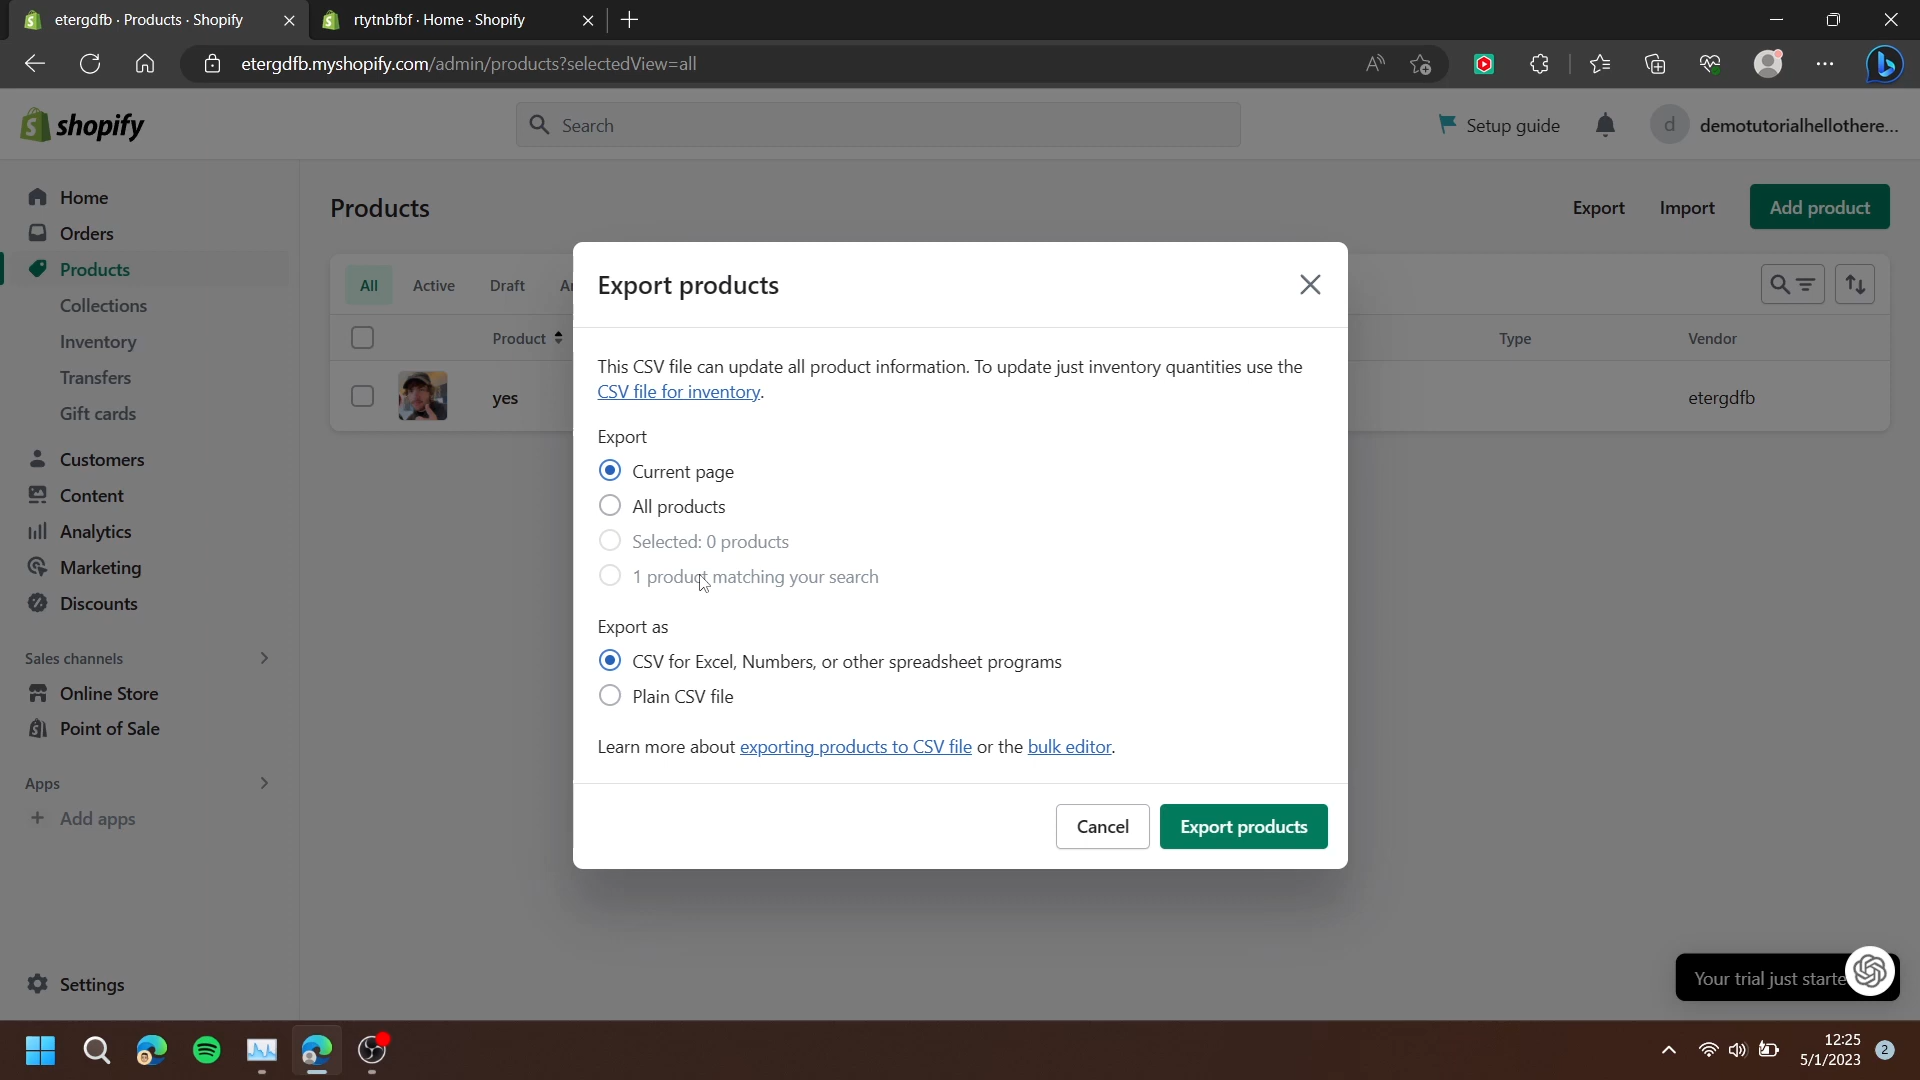 etergdfb · Products · Shopify
rtytnbfbf · Home · Shopify
etergdfb.myshopify.com/admin/products?selectedView=all
shopify
Search
Setup guide
d
demotutorialhellothere...
Home
Orders
Products
Collections
Inventory
Transfers
Gift cards
Customers
Content
Analytics
Marketing
Discounts
Sales channels
Online Store
Point of Sale
Apps
Add apps
Settings
Products
Export
Import
Add product
All
Active
Draft
Product
Type
Vendor
yes
etergdfb
Export products
This CSV file can update all product information. To update just inventory quantities use the
CSV file for inventory.
Export
Current page
All products
Selected: 0 products
1 product matching your search
Export as
CSV for Excel, Numbers, or other spreadsheet programs
Plain CSV file
Learn more about exporting products to CSV file or the bulk editor.
Cancel
Export products
Your trial just starte
12:25
5/1/2023
2